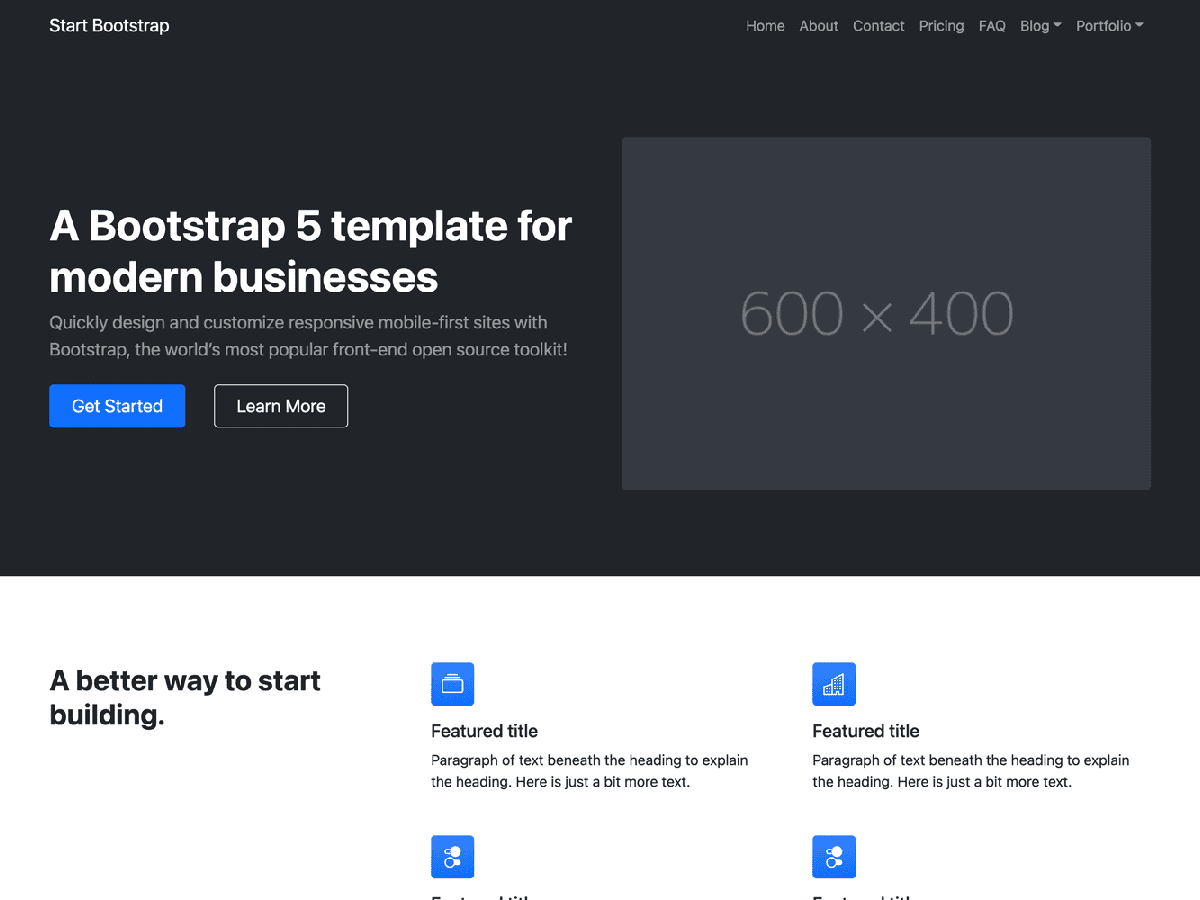 Start Bootstrap
Home About Contact Pricing FAQ Blog Portfolio
A Bootstrap 5 template for
modern businesses
Quickly design and customize responsive mobile-first sites with
Bootstrap, the world’s most popular front-end open source toolkit!
Get Started
Learn More
600 × 400
A better way to start
building.
Featured title
Paragraph of text beneath the heading to explain
the heading. Here is just a bit more text.
Featured title
Paragraph of text beneath the heading to explain
the heading. Here is just a bit more text.